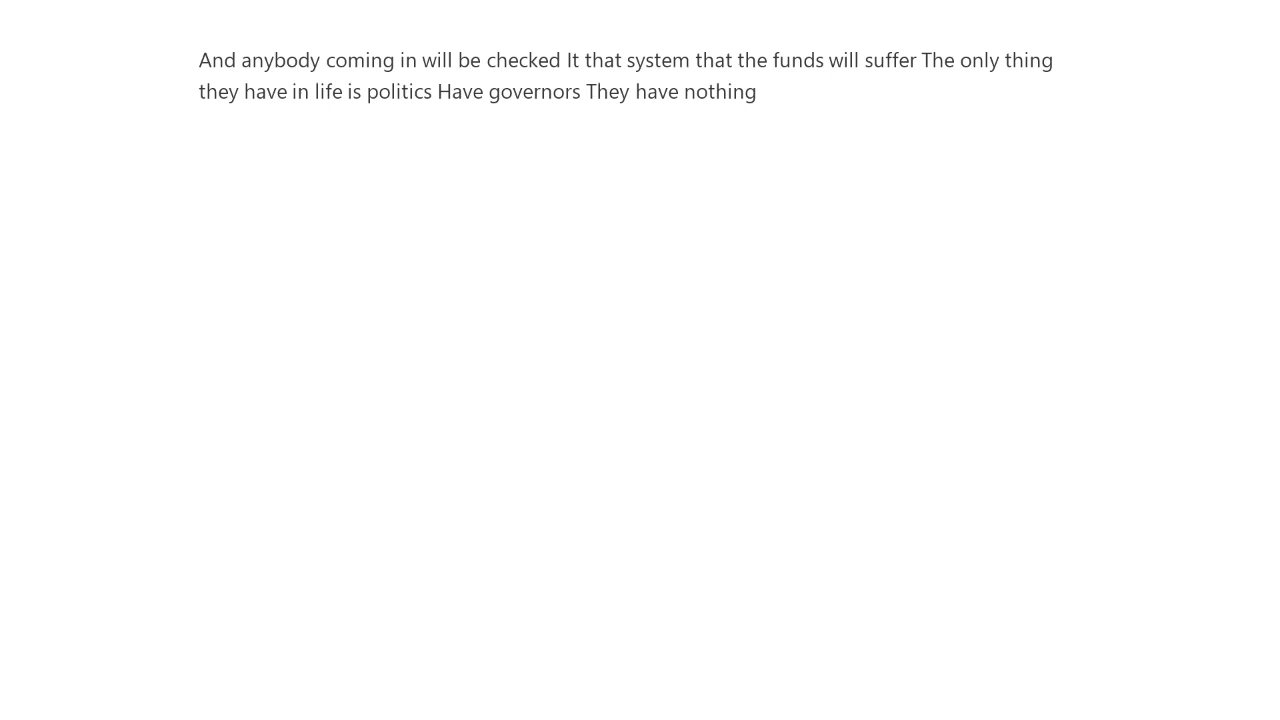 And anybody coming in will be checked It that system that the funds will suffer The only thing
they have in life is politics Have governors They have nothing